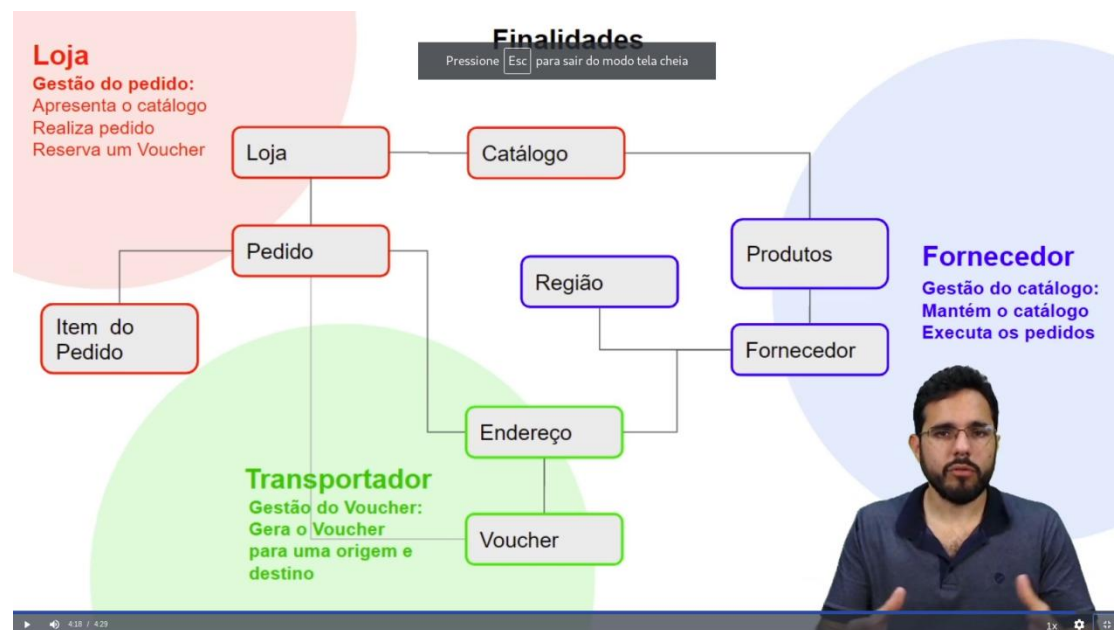 Finalidades
Pressione Esc para sair do modo tela cheia
Loja
Gestão do pedido:
Apresenta o catálogo
Realiza pedido
Reserva um Voucher
Loja
Catálogo
Pedido
Item do
Pedido
Região
Produtos
Fornecedor
Fornecedor
Gestão do catálogo:
Mantém o catálogo
Executa os pedidos
Endereço
Voucher
Transportador
Gestão do Voucher:
Gera o Voucher
para uma origem e
destino
4:18 / 4:29
1x